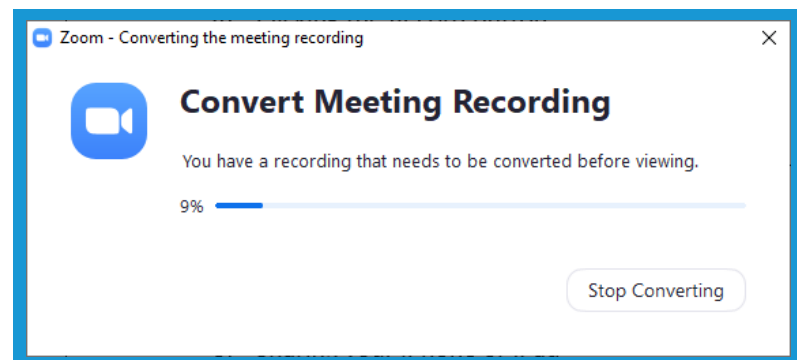 Zoom - Converting the meeting recording
Convert Meeting Recording
You have a recording that needs to be converted before viewing.
9%
Stop Converting